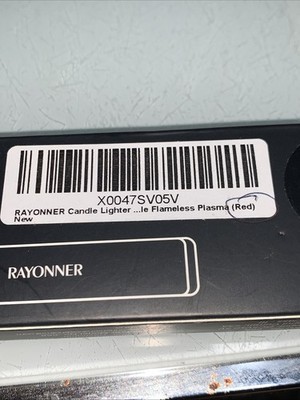 X0047SV05V
RAYONNER Candle Lighter ...le Flameless Plasma (Red)
New
RAYONNER